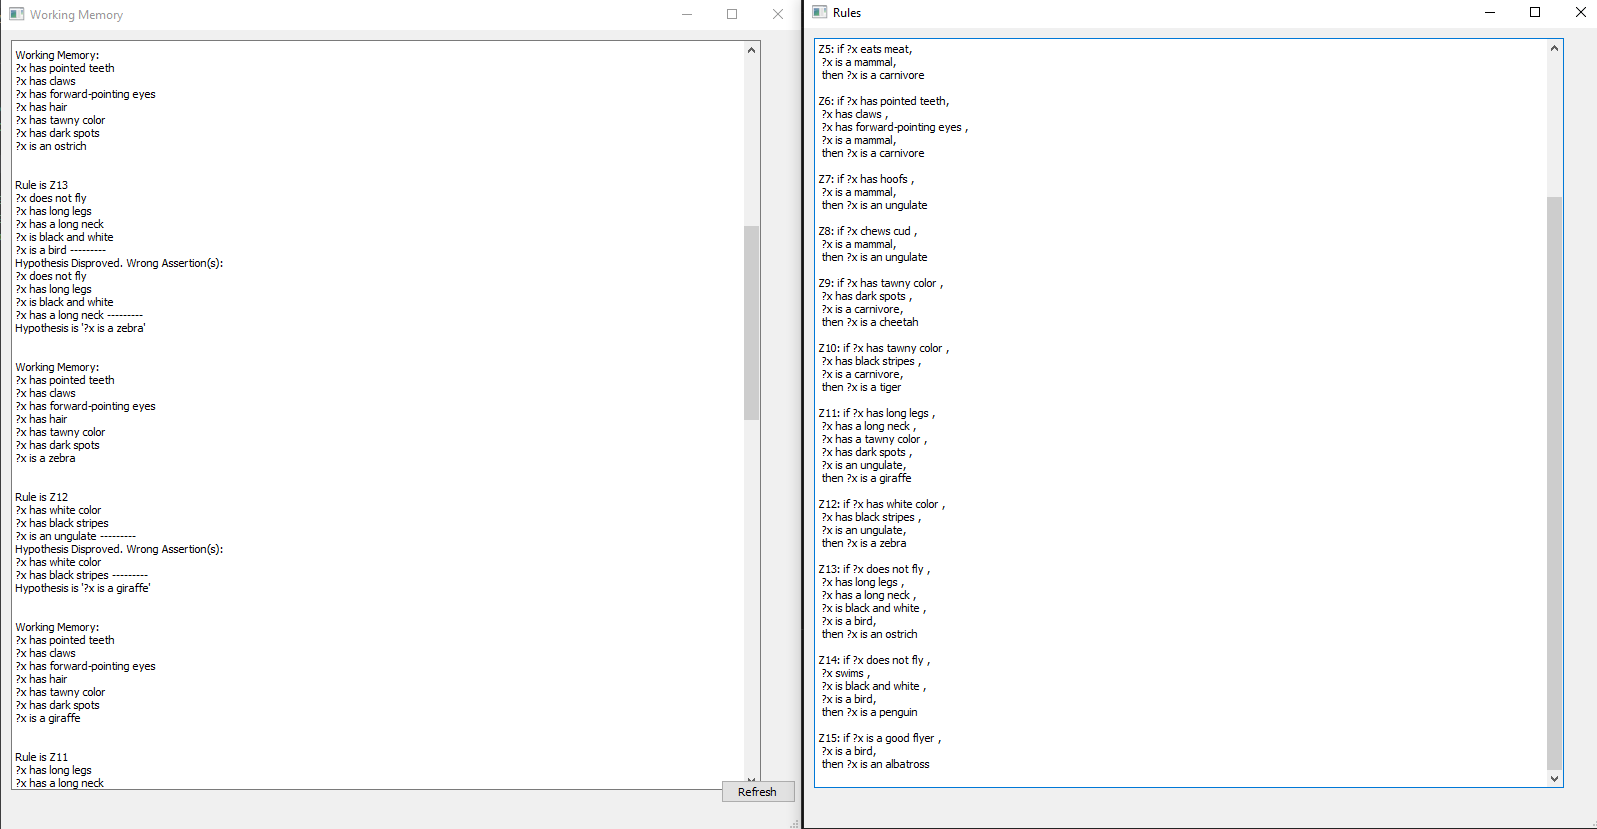 Working Memory
Working Memory:
?x has pointed teeth
?x has claws
?x has forward-pointing eyes
?x has hair
?x has tawny color
?x has dark spots
?x is an ostrich
Rule is Z13
?x does not fly
?x has long legs
?x has a long neck
?x is black and white
?x is a bird ---------
Hypothesis Disproved. Wrong Assertion(s):
?x does not fly
?x has long legs
?x is black and white
?x has a long neck ---------
Hypothesis is '?x is a zebra'
Working Memory:
?x has pointed teeth
?x has claws
?x has forward-pointing eyes
?x has hair
?x has tawny color
?x has dark spots
?x is a zebra
Rule is Z12
?x has white color
?x has black stripes
?x is an ungulate ---------
Hypothesis Disproved. Wrong Assertion(s):
?x has white color
?x has black stripes ---------
Hypothesis is '?x is a giraffe'
Working Memory:
?x has pointed teeth
?x has claws
?x has forward-pointing eyes
?x has hair
?x has tawny color
?x has dark spots
?x is a giraffe
Rule is Z11
?x has long legs
?x has a long neck
Refresh
Rules
Z5: if ?x eats meat,
?x is a mammal,
then ?x is a carnivore
Z6: if ?x has pointed teeth,
?x has claws ,
?x has forward-pointing eyes ,
?x is a mammal,
then ?x is a carnivore
Z7: if ?x has hoofs ,
?x is a mammal,
then ?x is an ungulate
Z8: if ?x chews cud ,
?x is a mammal,
then ?x is an ungulate
Z9: if ?x has tawny color ,
?x has dark spots ,
?x is a carnivore,
then ?x is a cheetah
Z10: if ?x has tawny color ,
?x has black stripes ,
?x is a carnivore,
then ?x is a tiger
Z11: if ?x has long legs ,
?x has a long neck ,
?x has a tawny color ,
?x has dark spots ,
?x is an ungulate,
then ?x is a giraffe
Z12: if ?x has white color ,
?x has black stripes ,
?x is an ungulate,
then ?x is a zebra
Z13: if ?x does not fly ,
?x has long legs ,
?x has a long neck ,
?x is black and white ,
?x is a bird,
then ?x is an ostrich
Z14: if ?x does not fly ,
?x swims ,
?x is black and white ,
?x is a bird,
then ?x is a penguin
Z15: if ?x is a good flyer ,
?x is a bird,
then ?x is an albatross